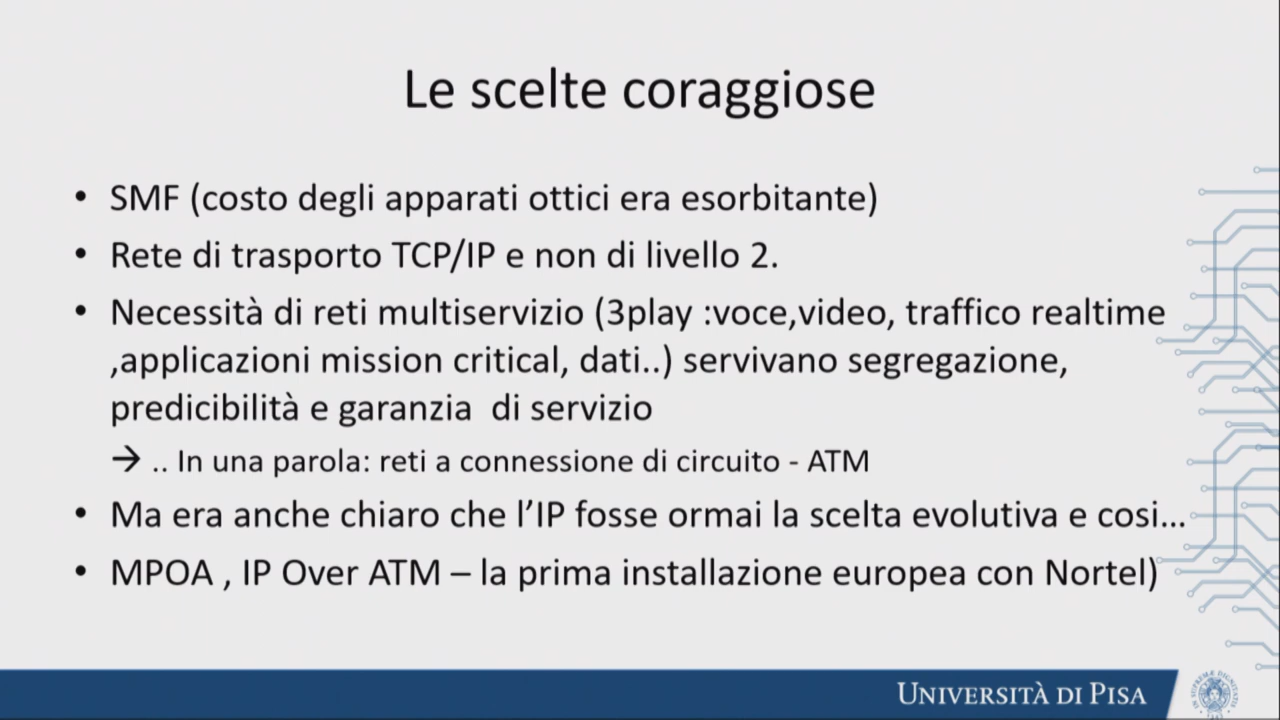 Le scelte coraggiose
• SMF (costo degli apparati ottici era esorbitante)
• Rete di trasporto TCP/IP e non di livello 2.
• Necessità di reti multiservizio (3play :voce,video, traffico realtime
,applicazioni mission critical, dati..) servivano segregazione,
predicibilità e garanzia  di servizio
→ .. In una parola: reti a connessione di circuito - ATM
• Ma era anche chiaro che l’IP fosse ormai la scelta evolutiva e cosi...
• MPOA , IP Over ATM – la prima installazione europea con Nortel)
UNIVERSITÀ DI PISA